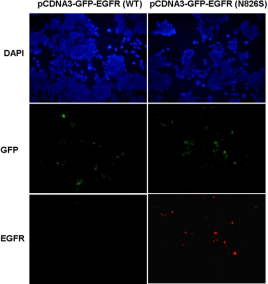 pCDNA3-GFP-EGFR (WT) pCDNA3-GFP-EGFR (N826S)
DAPI
GFP
EGFR